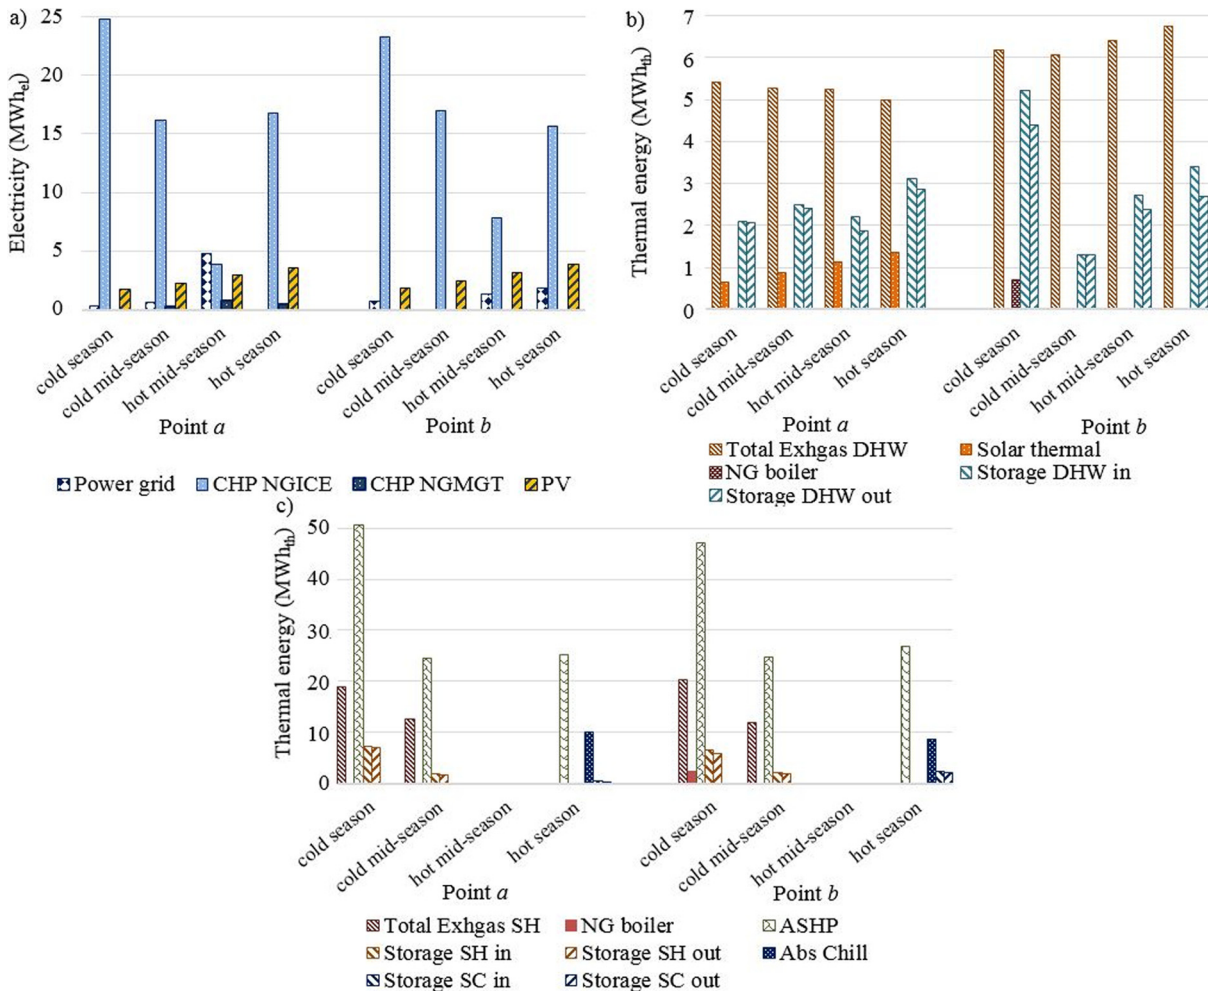 a)
Electricity (MWhel)
25
20
15
10
5
0
cold season
cold mid-season
hot mid-season
hot season
cold season
cold mid-season
hot mid-season
hot season
Point a
Point b
Power grid CHP NGICE CHP NGMGT PV
b)
Thermal energy (MWhth)
7
6
5
4
3
2
1
0
cold season
cold mid-season
hot mid-season
hot season
cold season
cold mid-season
hot mid-season
hot season
Point a
Point b
Total Exhgas DHW Solar thermal
NG boiler Storage DHW in
Storage DHW out
c)
Thermal energy (MWhth)
50
40
30
20
10
0
cold season
cold mid-season
hot mid-season
hot season
cold season
cold mid-season
hot mid-season
hot season
Point a
Point b
Total Exhgas SH NG boiler ASHP
Storage SH in Storage SH out Abs Chill
Storage SC in Storage SC out